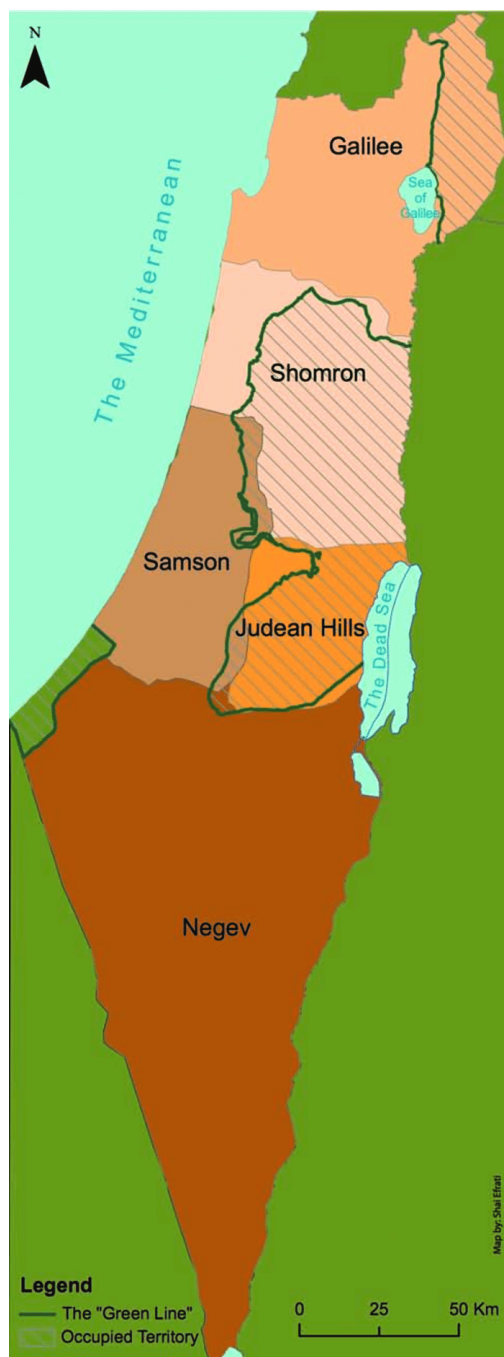 N
Galilee
Sea
of
Galilee
The Mediterranean
Shomron
Samson
Judean Hills
The Dead Sea
Negev
Map by: Shai Efrati
Legend
The "Green Line"
Occupied Territory
0 25 50 Km